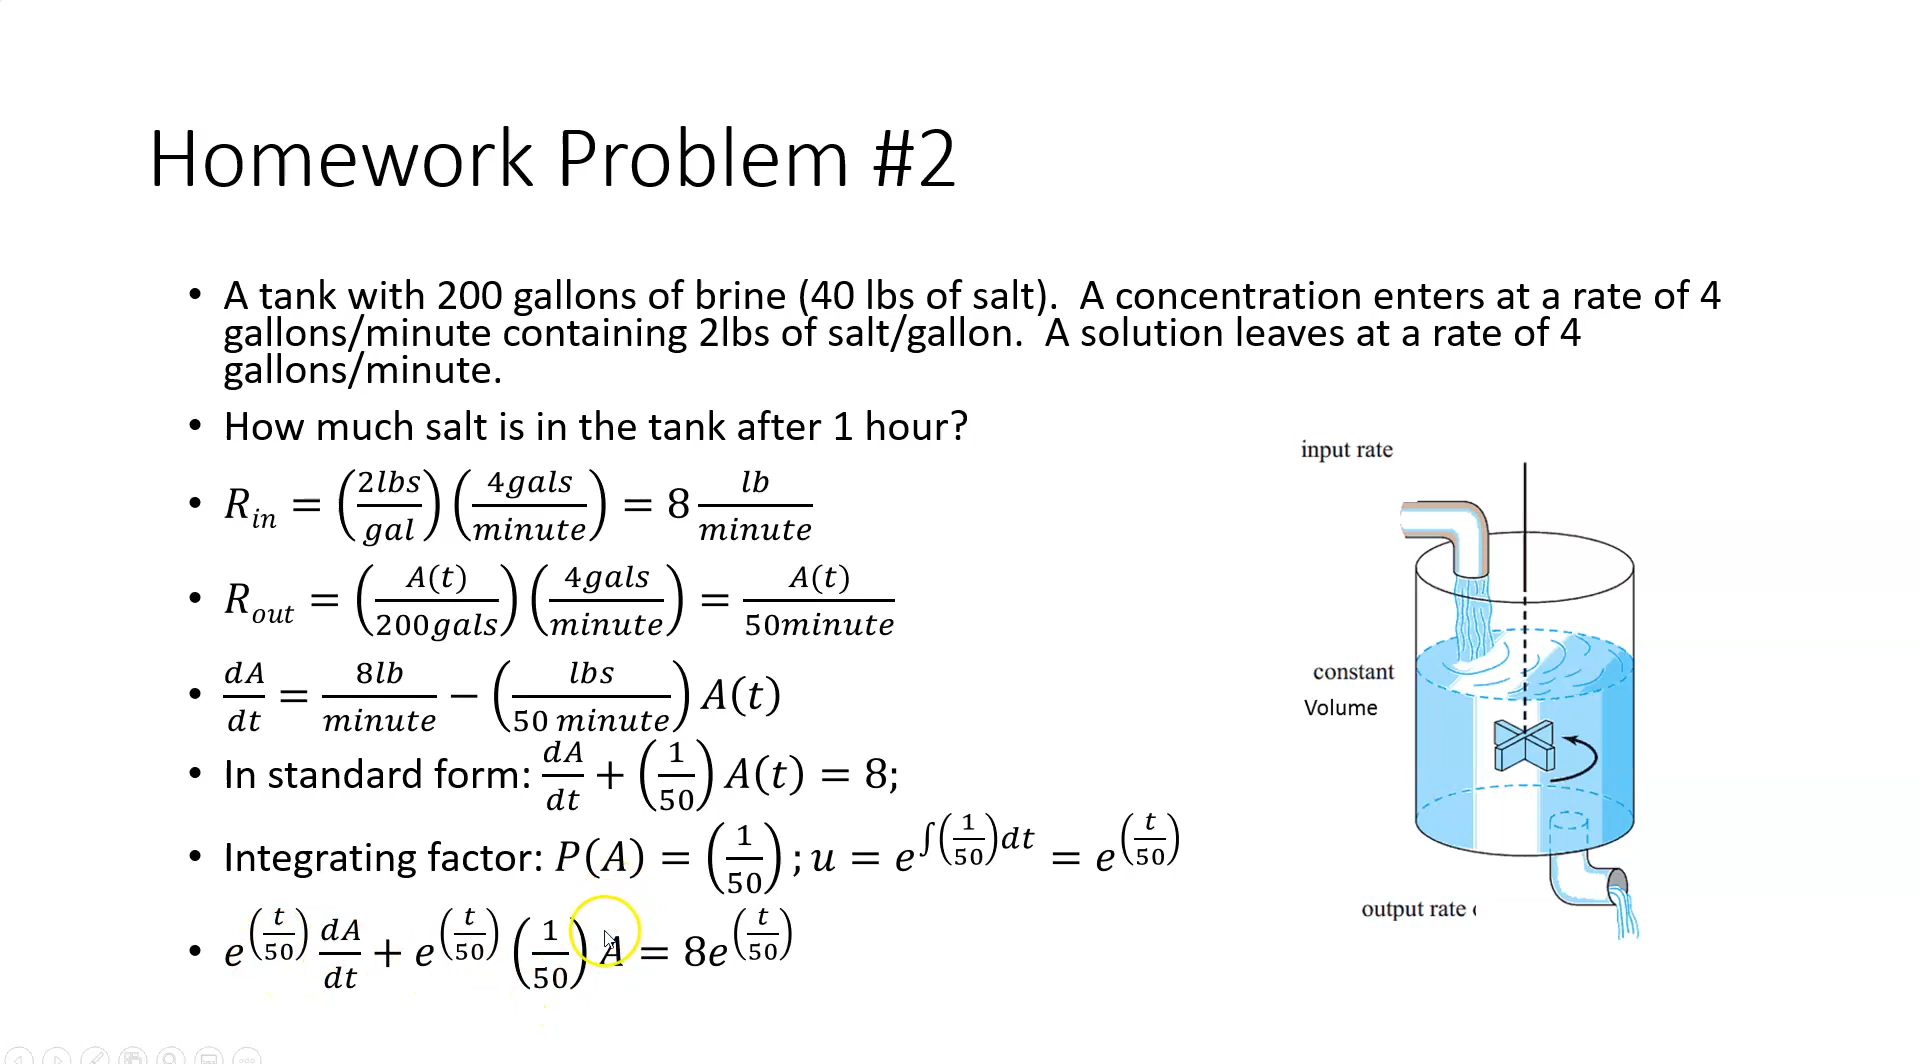 Homework Problem #2
• A tank with 200 gallons of brine (40 lbs of salt).  A concentration enters at a rate of 4
gallons/minute containing 2lbs of salt/gallon.  A solution leaves at a rate of 4
gallons/minute.
• How much salt is in the tank after 1 hour?
• R_in = (2lbs/gal)(4gals/minute) = 8 lb/minute
• R_out = (A(t)/200gals)(4gals/minute) = A(t)/50minute
• dA/dt = 8lb/minute − (lbs/50 minute) A(t)
• In standard form: dA/dt + (1/50) A(t) = 8;
• Integrating factor: P(A) = (1/50) ; u = e^(∫(1/50)dt) = e^(t/50)
• e^(t/50) dA/dt + e^(t/50) (1/50) A = 8e^(t/50)
input rate
constant
Volume
output rate